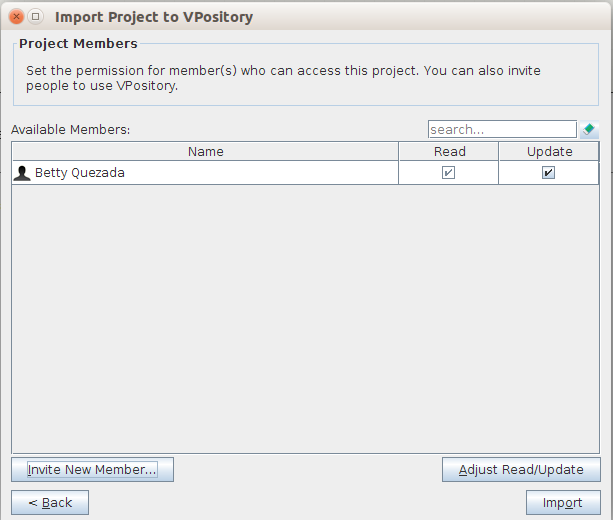 Import Project to VPository
Project Members
Set the permission for member(s) who can access this project. You can also invite
people to use VPository.
Available Members:
search...
Name Read Update
Betty Quezada
Invite New Member...
Adjust Read/Update
< Back
Import